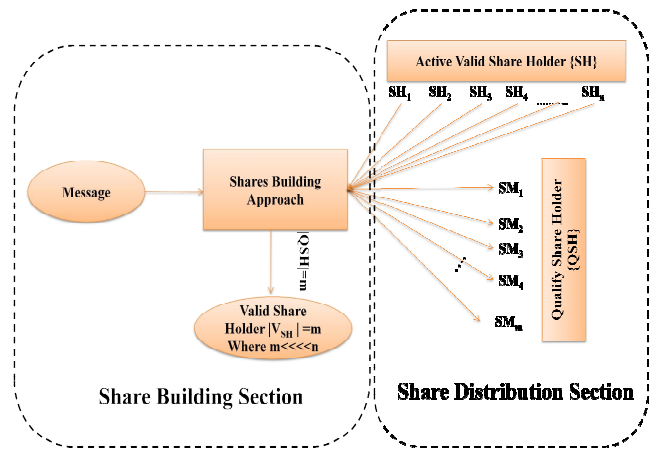 Active Valid Share Holder {SH}
SH1 SH2 SH3 SH4 ........ SHn
Message
Shares Building
Approach
|QSH|=m
Valid Share
Holder |VSH | =m
Where m<<<<n
Share Building Section
SM1
SM2
SM3
SM4
SMm
Qualify Share Holder
{QSH}
Share Distribution Section